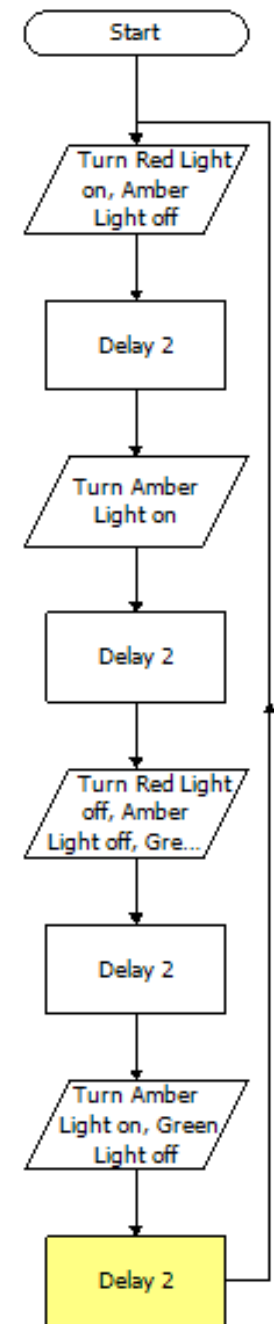 Start
Turn Red Light
on, Amber
Light off
Delay 2
Turn Amber
Light on
Delay 2
Turn Red Light
off, Amber
Light off, Gre...
Delay 2
Turn Amber
Light on, Green
Light off
Delay 2